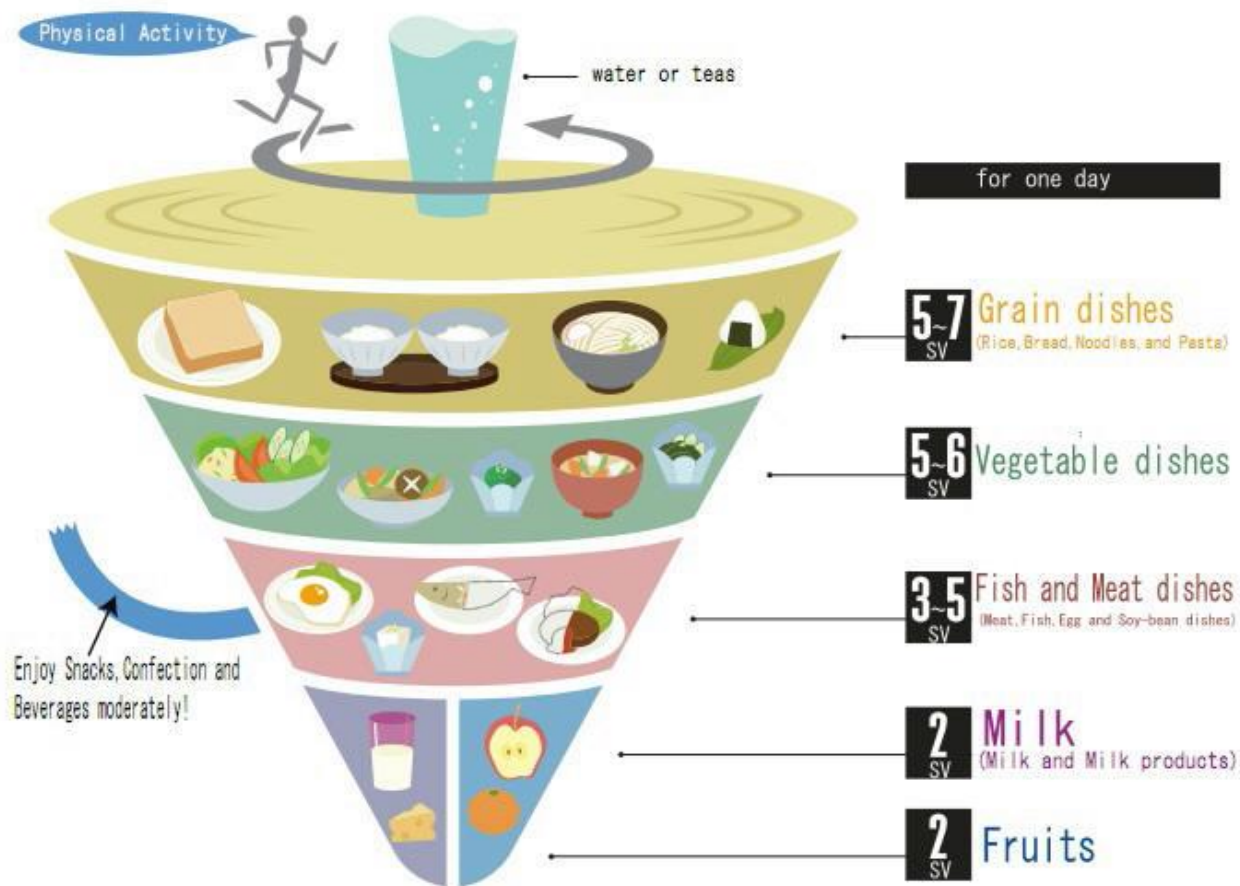 Physical Activity
water or teas
for one day
5~7
SV
Grain dishes
(Rice,Bread,Noodles,and Pasta)
5~6
SV
Vegetable dishes
3~5
SV
Fish and Meat dishes
(Meat,Fish,Egg and Soy-bean dishes)
Enjoy Snacks,Confection and
Beverages moderately!
2
SV
Milk
(Milk and Milk products)
2
SV
Fruits